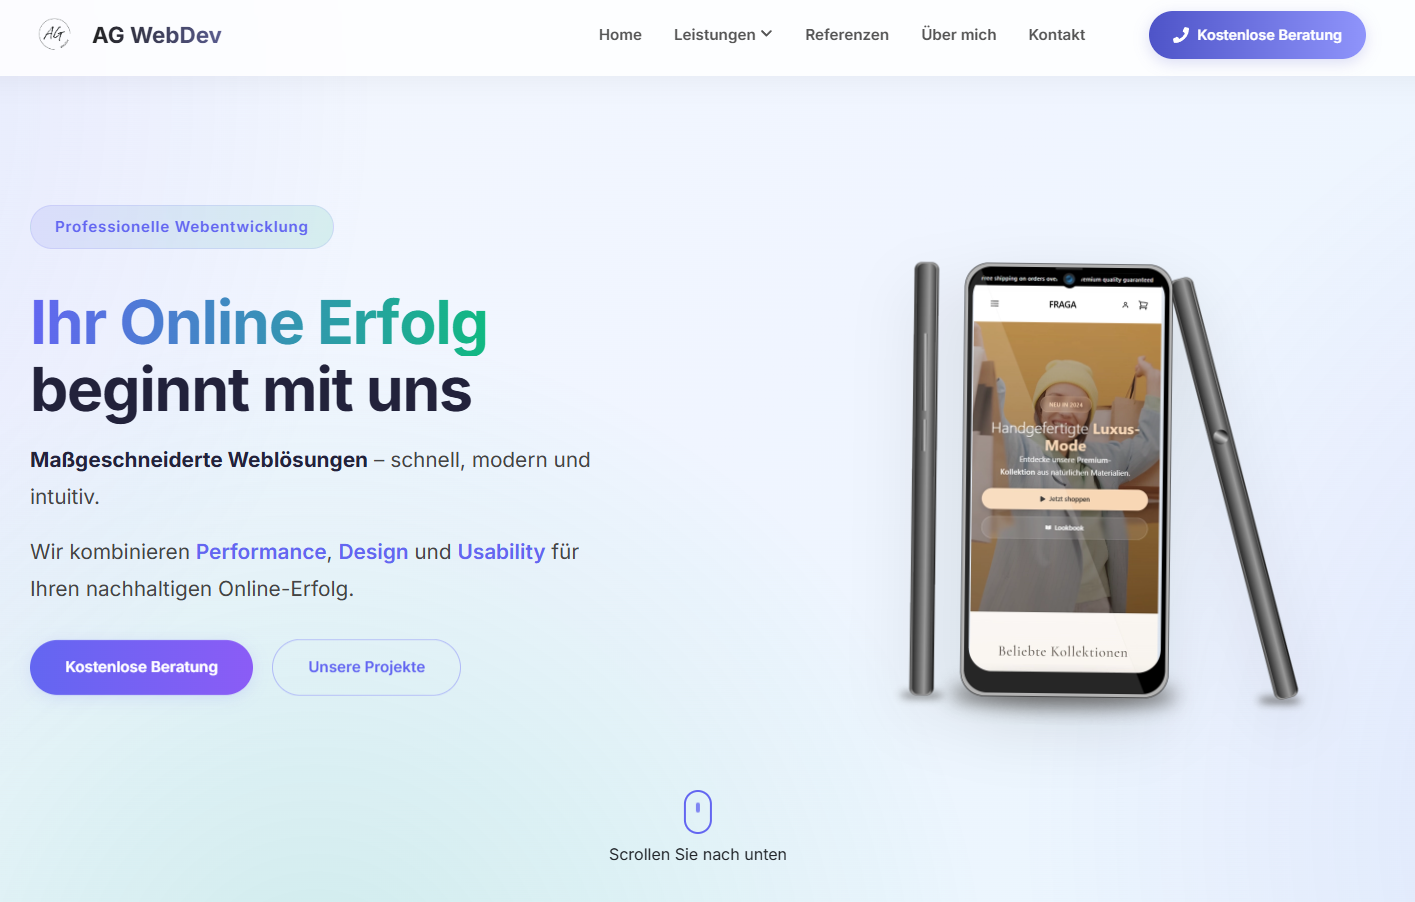 AG
AG WebDev
Home
Leistungen
Referenzen
Über mich
Kontakt
Kostenlose Beratung
Professionelle Webentwicklung
Ihr Online Erfolg
beginnt mit uns
Maßgeschneiderte Weblösungen – schnell, modern und
intuitiv.
Wir kombinieren Performance, Design und Usability für
Ihren nachhaltigen Online-Erfolg.
Kostenlose Beratung
Unsere Projekte
free shipping on orders ove
remium quality guaranteed
FRAGA
NEU IN 2024
Handgefertigte Luxus-
Mode
Entdecke unsere Premium-
Kollektion aus natürlichen Materialien.
Jetzt shoppen
Lookbook
Beliebte Kollektionen
Scrollen Sie nach unten